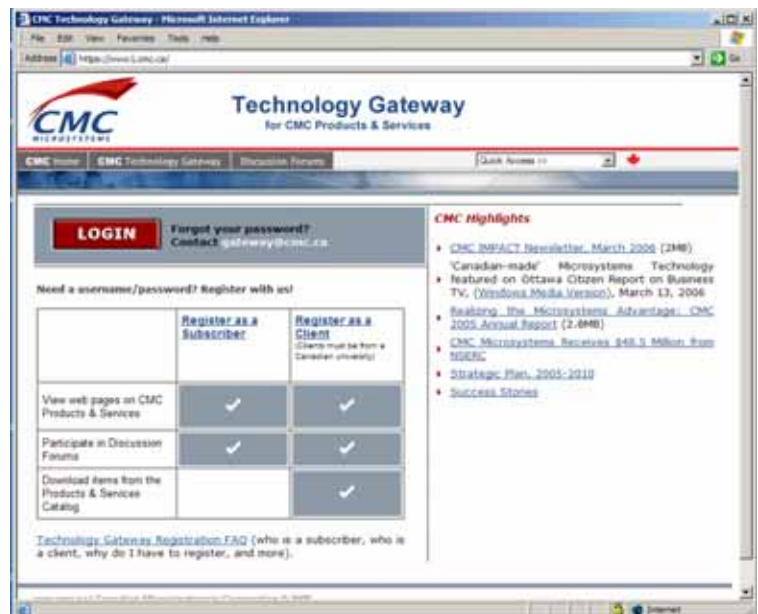 CMC Technology Gateway - Microsoft Internet Explorer
File Edit View Favorites Tools Help
Address https://www1.cmc.ca/ Go
CMC
MICROSYSTEMS
Technology Gateway
for CMC Products & Services
CMC Home CMC Technology Gateway Discussion Forums Quick Access >>
LOGIN
Forgot your password?
Contact gateway@cmc.ca
Need a username/password? Register with us!
Register as a
Subscriber
Register as a
Client
(Clients must be from a
Canadian university)
View web pages on CMC
Products & Services
Participate in Discussion
Forums
Download items from the
Products & Services
Catalog
Technology Gateway Registration FAQ (who is a subscriber, who is
a client, why do I have to register, and more).
CMC Highlights
CMC IMPACT Newsletter, March 2006 (2MB)
'Canadian-made' Microsystems Technology
featured on Ottawa Citizen Report on Business
TV, (Windows Media Version), March 13, 2006
Realizing the Microsystems Advantage: CMC
2005 Annual Report (2.8MB)
CMC Microsystems Receives $48.5 Million from
NSERC
Strategic Plan, 2005-2010
Success Stories
Internet